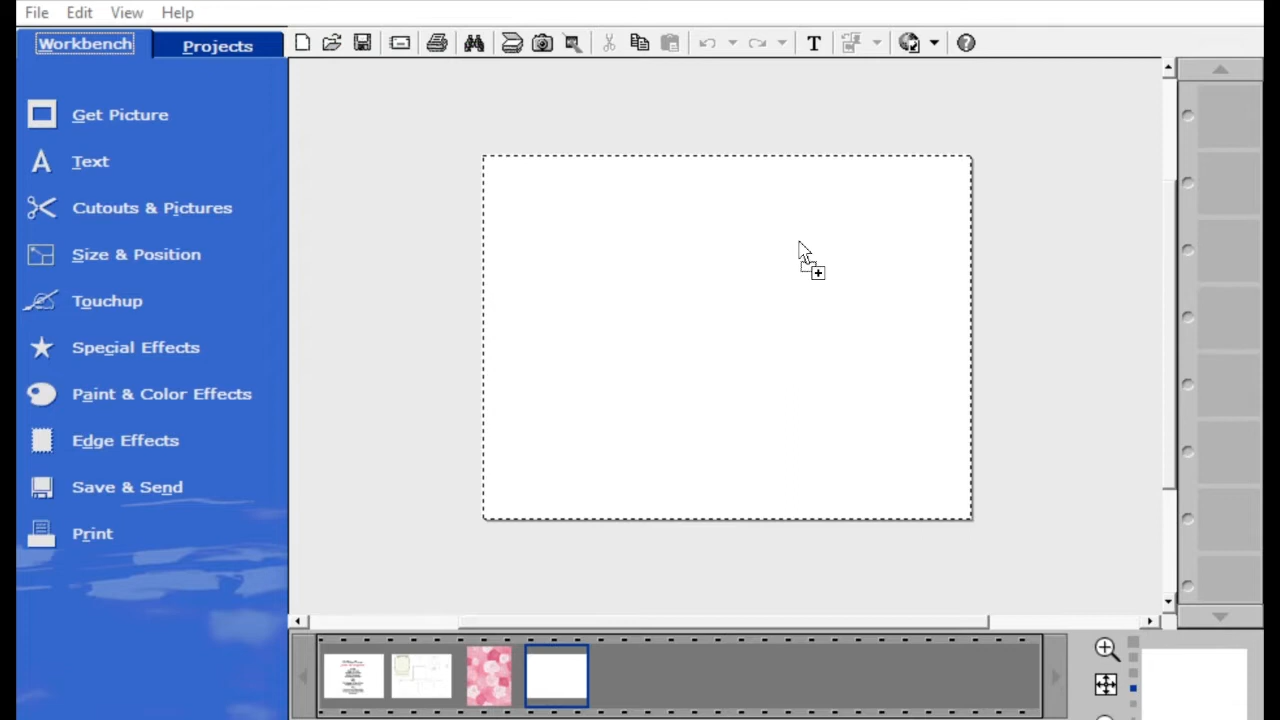 File Edit View Help
Workbench Projects
T
Get Picture
A Text
Cutouts & Pictures
Size & Position
Touchup
Special Effects
Paint & Color Effects
Edge Effects
Save & Send
Print